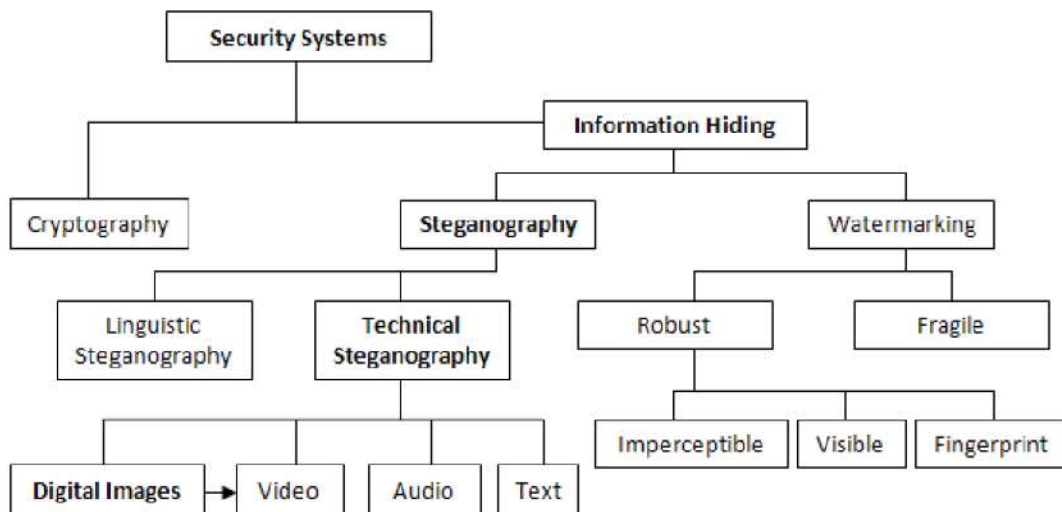 Security Systems
Information Hiding
Cryptography
Steganography
Watermarking
Linguistic
Steganography
Technical
Steganography
Robust
Fragile
Imperceptible
Visible
Fingerprint
Digital Images
Video
Audio
Text